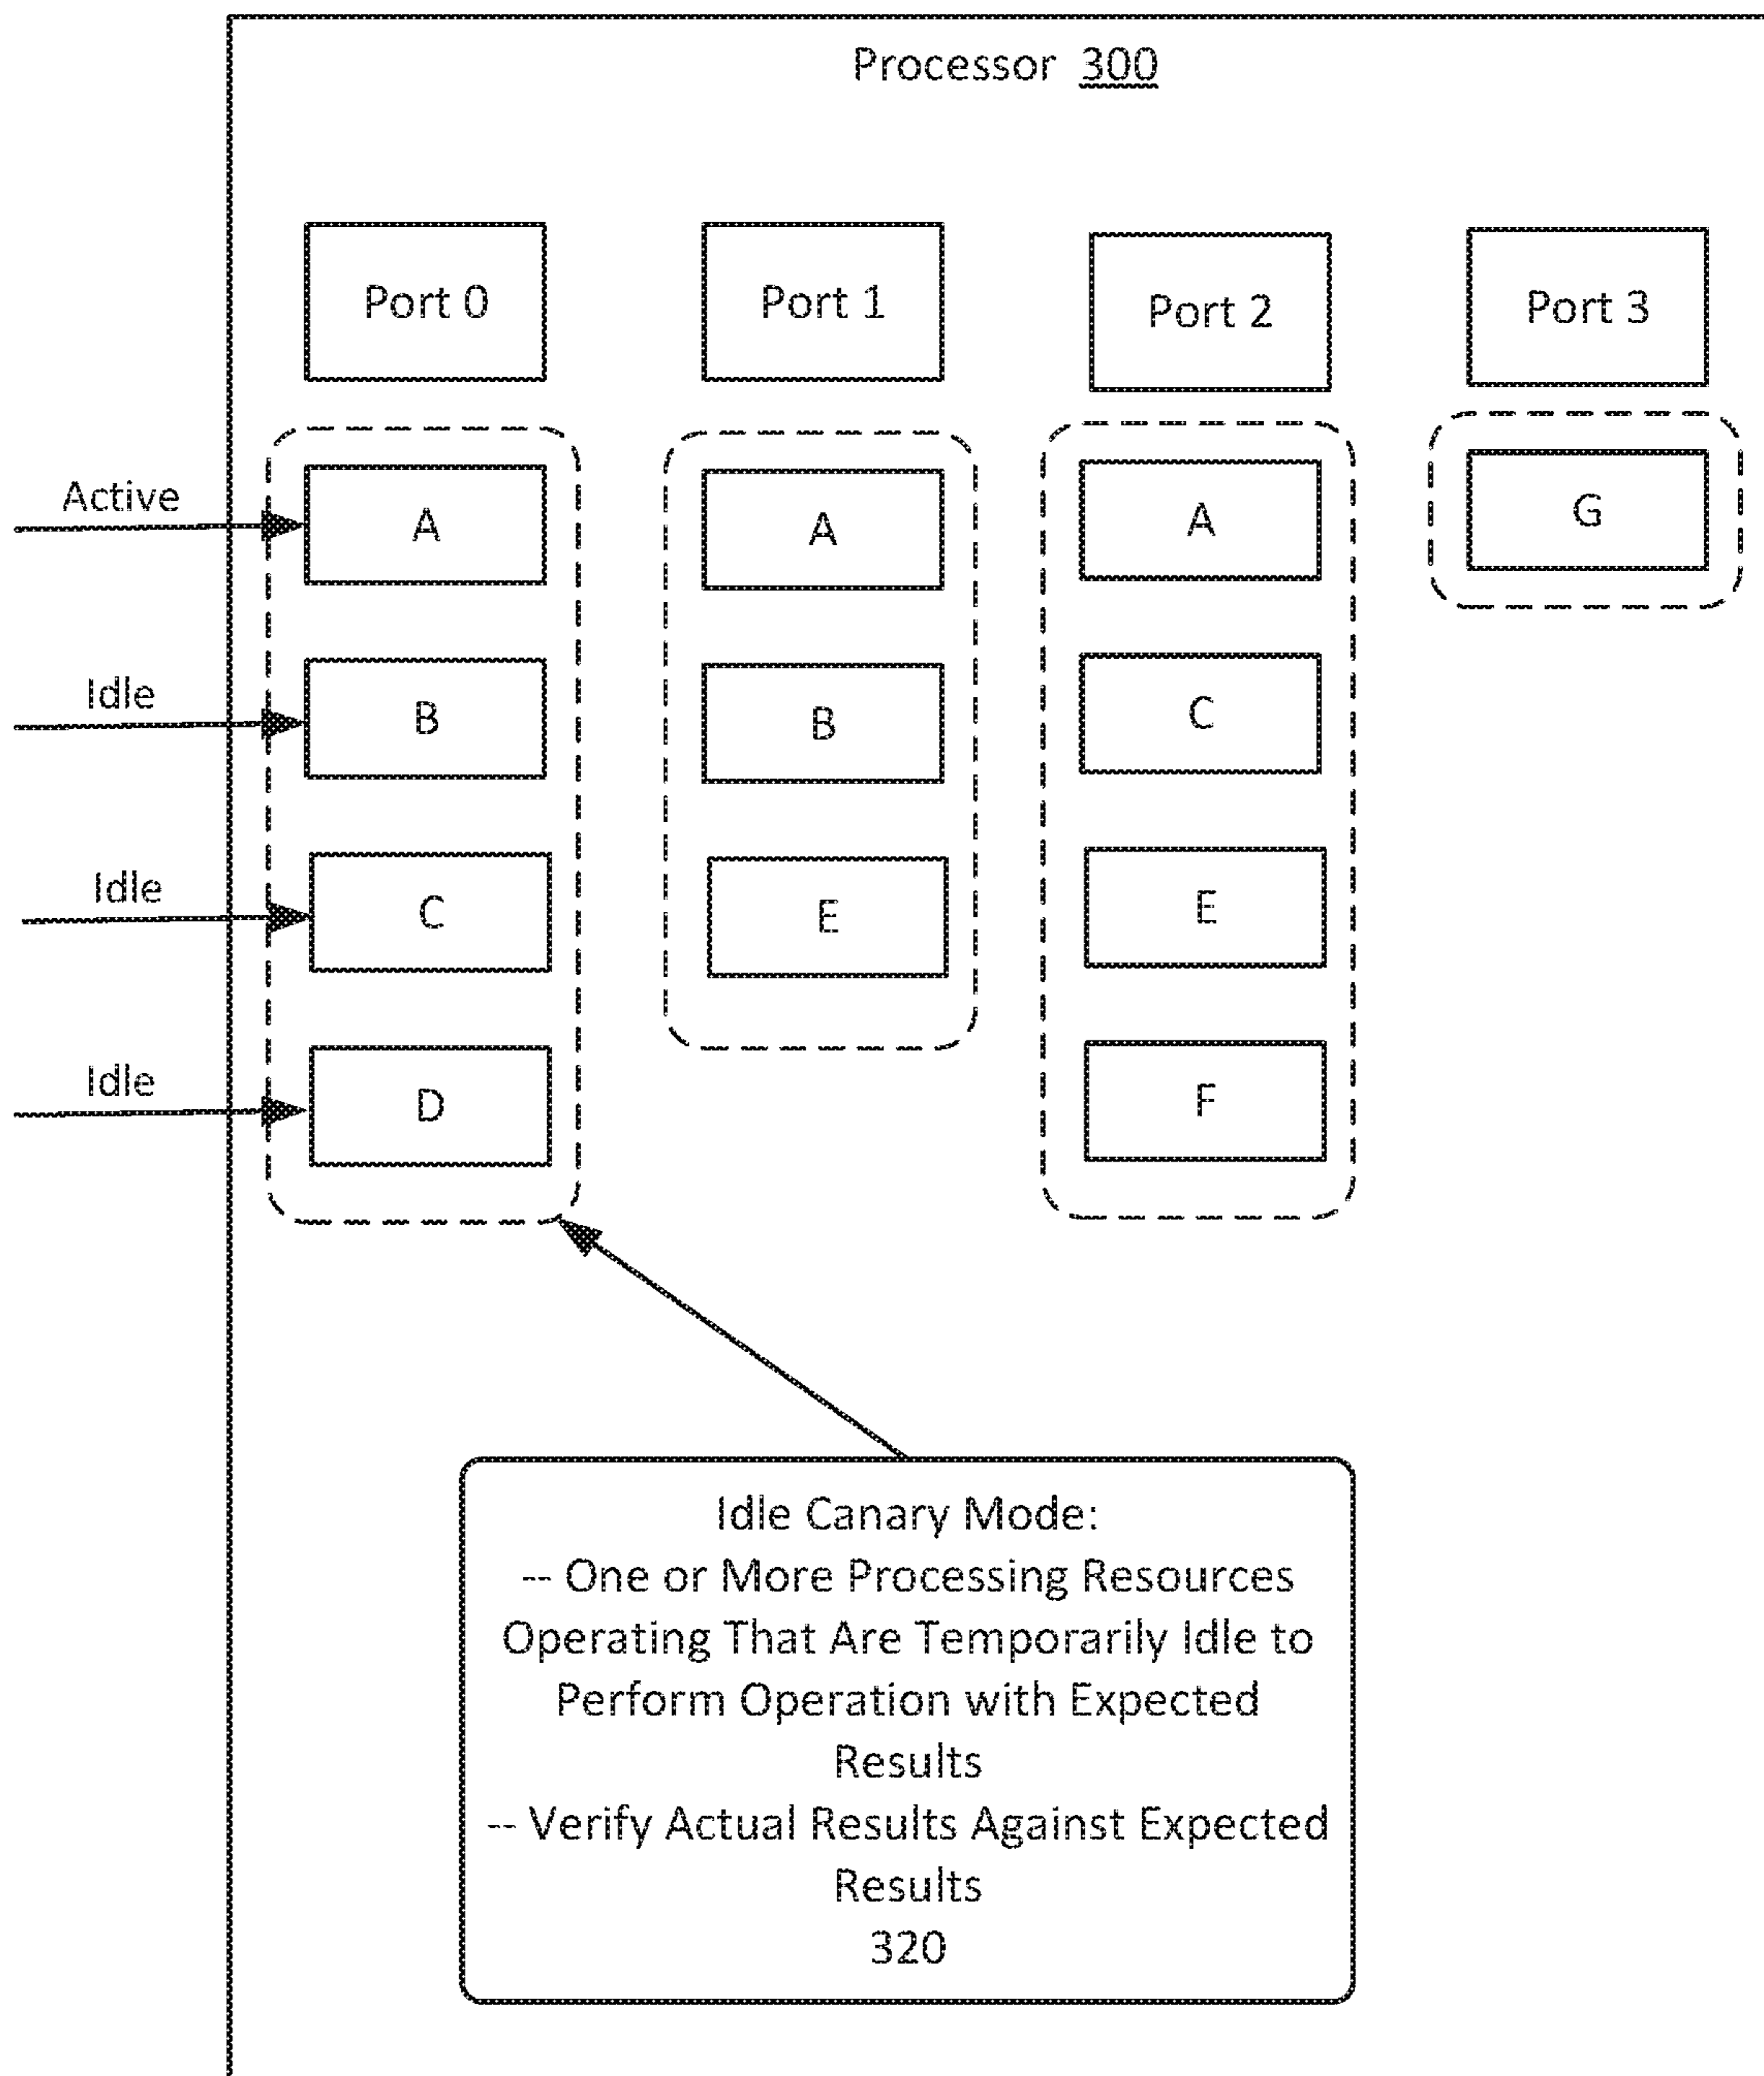 Processor 300
Port 0
Port 1
Port 2
Port 3
Active
A
A
A
G
Idle
B
B
C
Idle
C
E
E
Idle
D
F
Idle Canary Mode:
-- One or More Processing Resources
Operating That Are Temporarily Idle to
Perform Operation with Expected
Results
-- Verify Actual Results Against Expected
Results
320